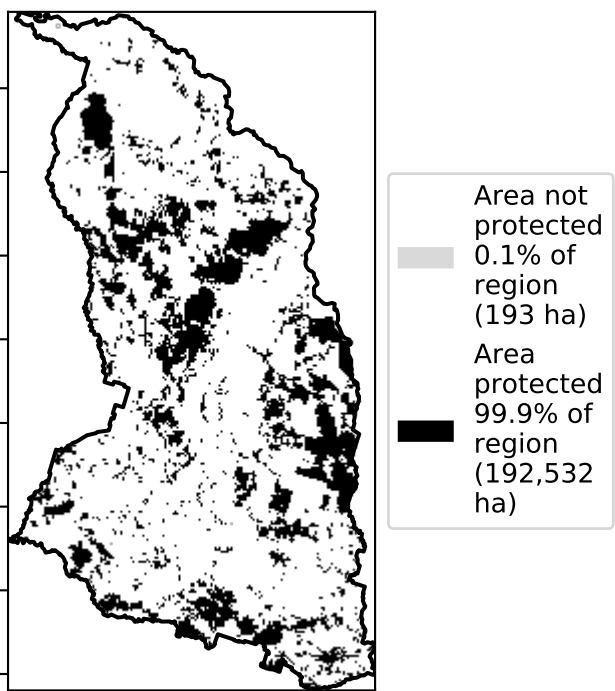 Area not
protected
0.1% of
region
(193 ha)
Area
protected
99.9% of
region
(192,532
ha)